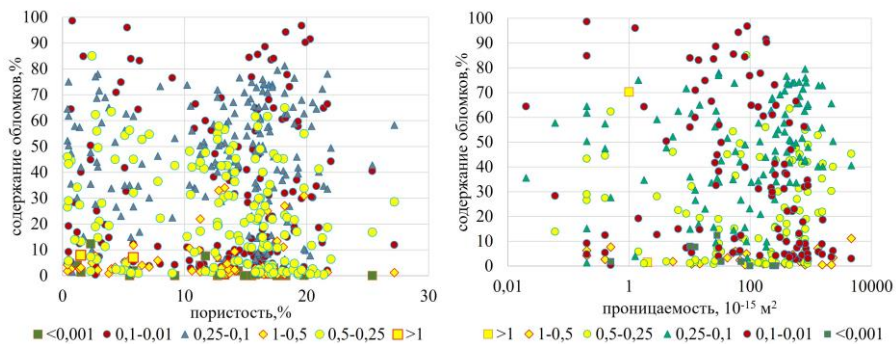 содержание обломков,%
100
90
80
70
60
50
40
30
20
10
0
0 10 20 30
пористость,%
<0,001 0,1-0,01 0,25-0,1 1-0,5 0,5-0,25 >1
содержание обломков,%
100
90
80
70
60
50
40
30
20
10
0
0,01 1 100 10000
проницаемость, 10⁻¹⁵ м²
>1 1-0,5 0,5-0,25 0,25-0,1 0,1-0,01 <0,001